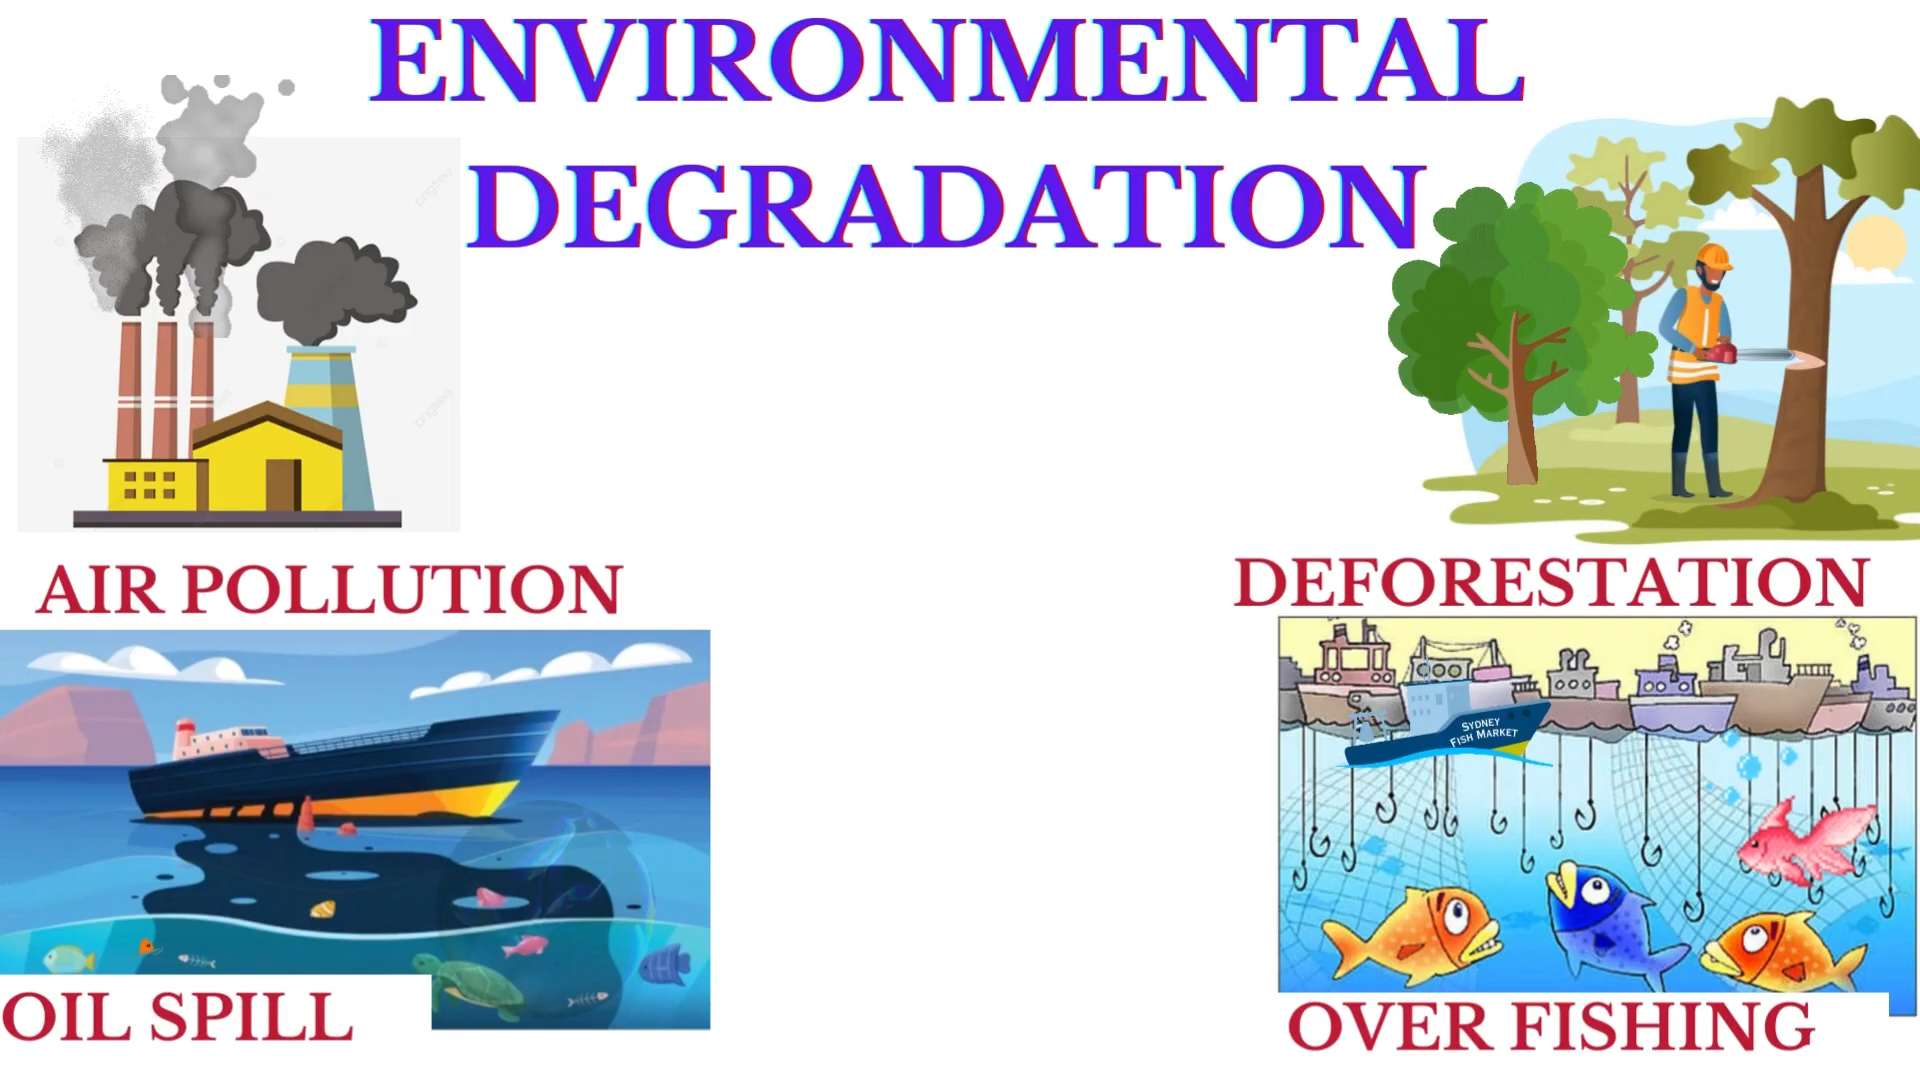 ENVIRONMENTAL
DEGRADATION
AIR POLLUTION
DEFORESTATION
SYDNEY
FISH MARKET
OIL SPILL
OVER FISHING